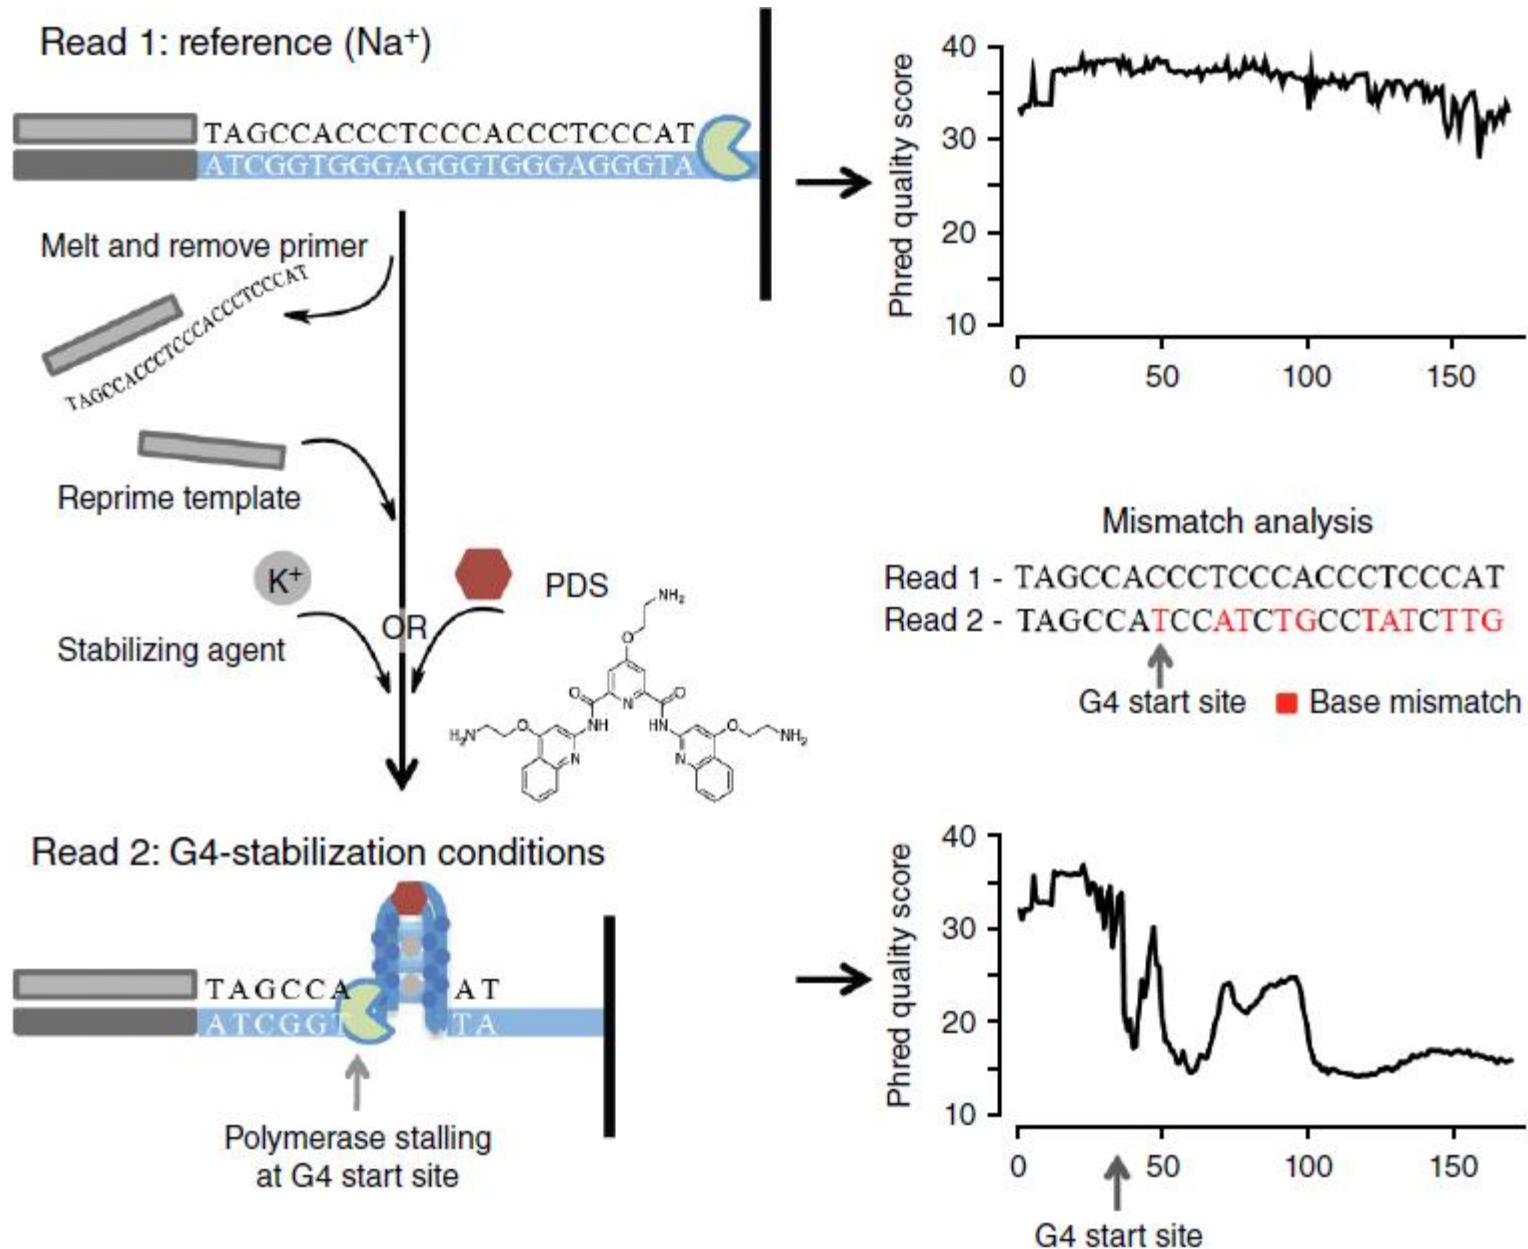 Read 1: reference (Na⁺)
TAGCCACCCTCCCACCCTCCCAT
ATCGGTGGGAGGGTGGGAGGGTA
Melt and remove primer
TAGCCACCCTCCCACCCTCCCAT
Reprime template
K⁺
Stabilizing agent
OR
PDS
NH₂
O
O
O
N
NH
HN
H₂N
O
N
N
O
NH₂
Read 2: G4-stabilization conditions
TAGCCA
AT
ATCGGT
TA
Polymerase stalling
at G4 start site
Phred quality score
40
30
20
10
0 50 100 150
Mismatch analysis
Read 1 - TAGCCACCCTCCCACCCTCCCAT
Read 2 - TAGCCATCCATCTGCCTATCTTG
G4 start site
Base mismatch
Phred quality score
40
30
20
10
0 50 100 150
G4 start site